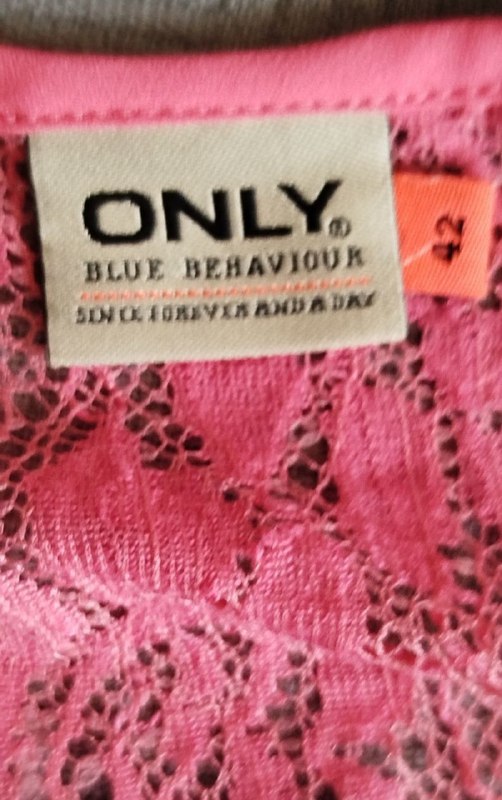 ONLY®
BLUE BEHAVIOUR
SINCE FOREVER AND A DAY
42